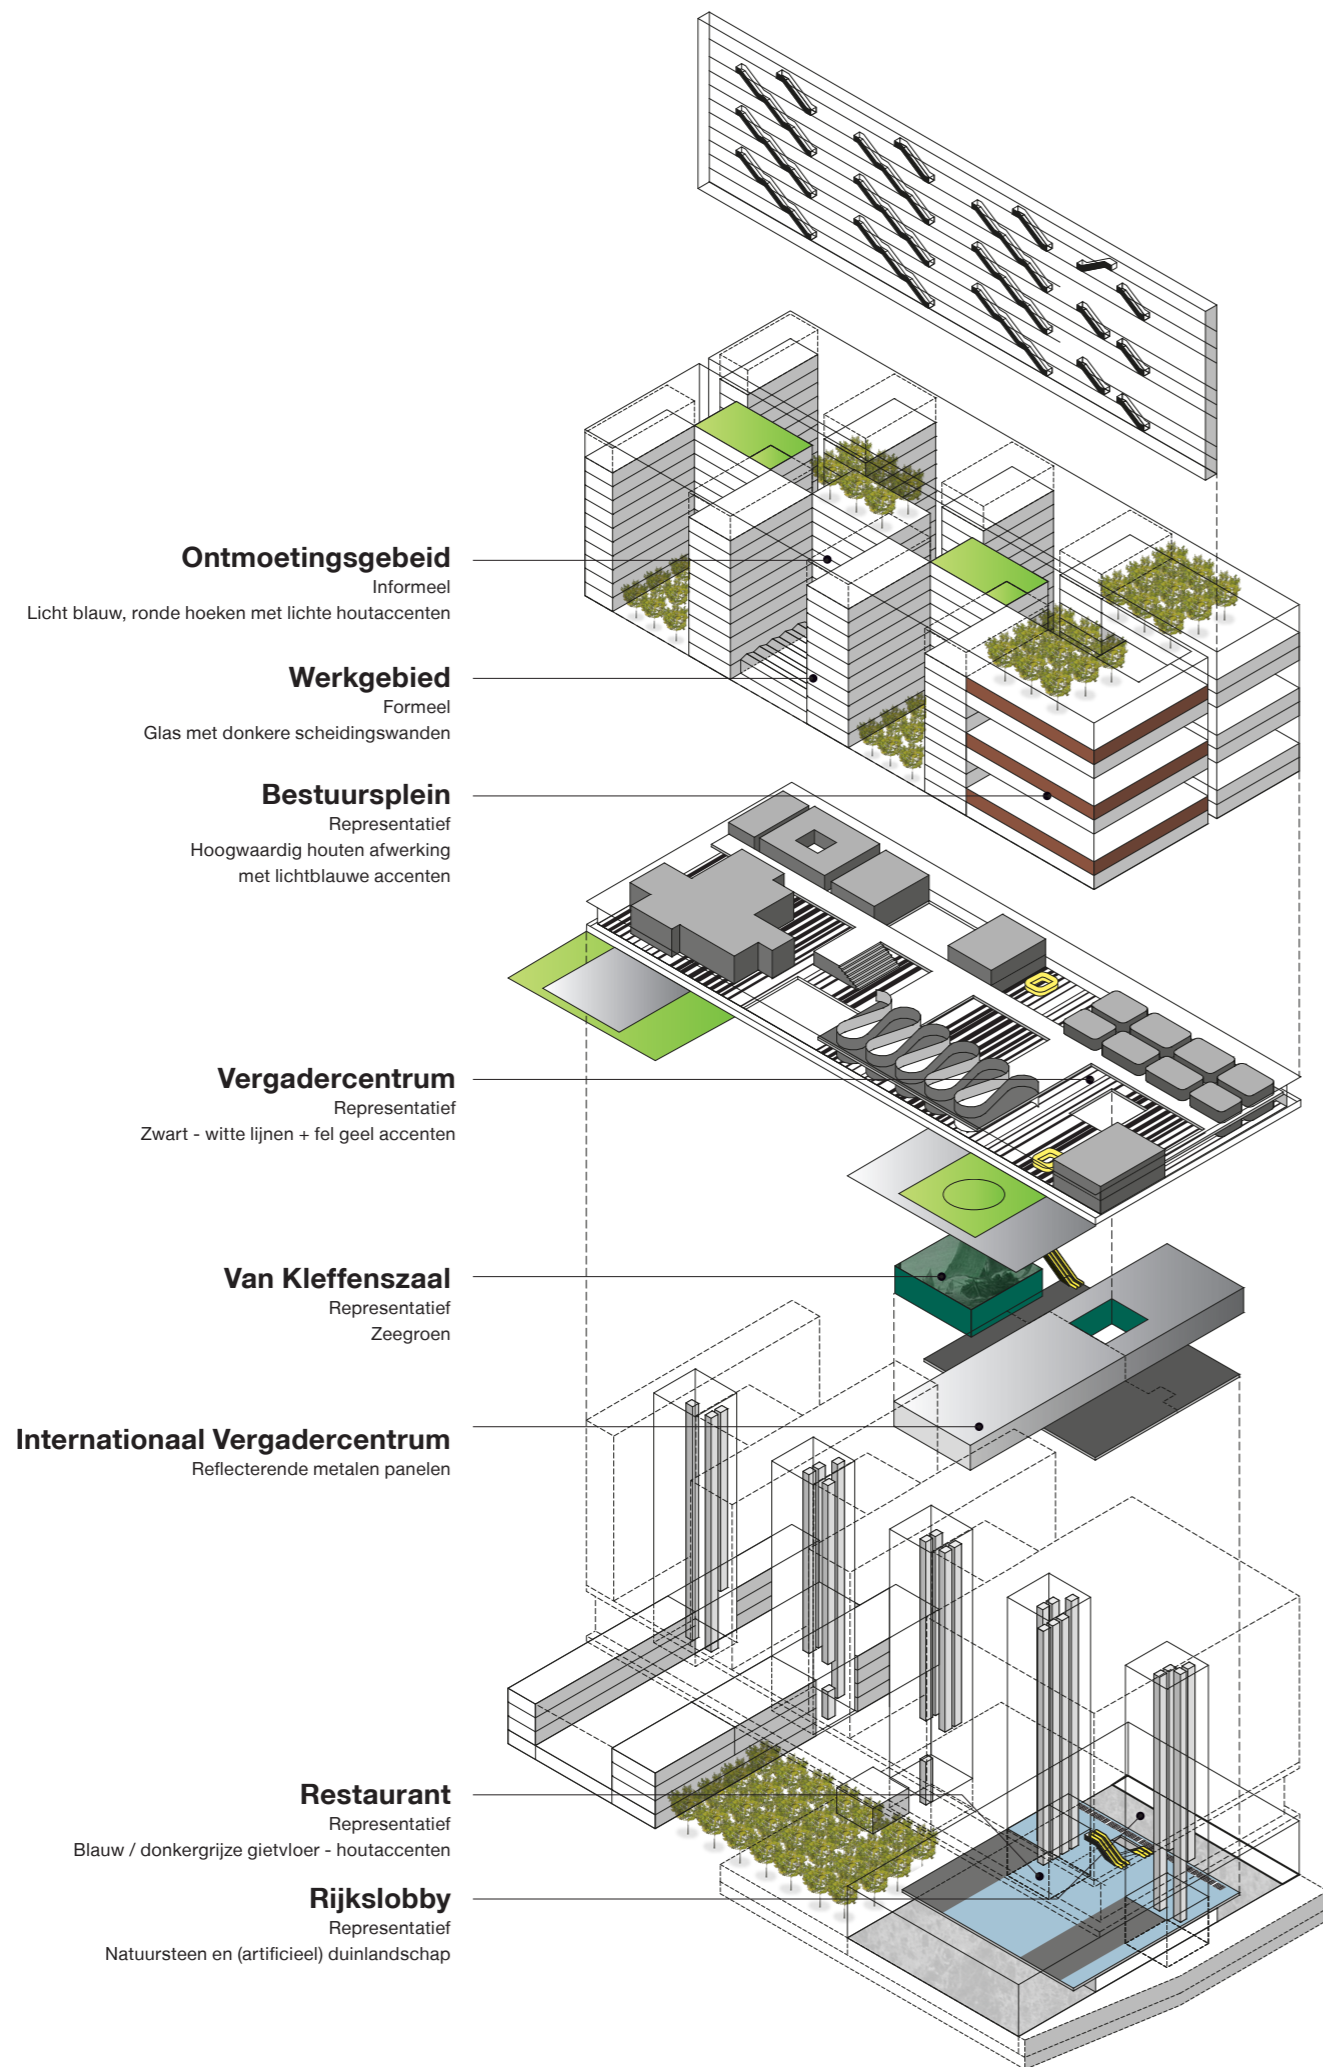 Ontmoetingsgebeid
Informeel
Licht blauw, ronde hoeken met lichte houtaccenten
Werkgebied
Formeel
Glas met donkere scheidingswanden
Bestuursplein
Representatief
Hoogwaardig houten afwerking
met lichtblauwe accenten
Vergadercentrum
Representatief
Zwart - witte lijnen + fel geel accenten
Van Kleffenszaal
Representatief
Zeegroen
Internationaal Vergadercentrum
Reflecterende metalen panelen
Restaurant
Representatief
Blauw / donkergrijze gietvloer - houtaccenten
Rijkslobby
Representatief
Natuursteen en (artificieel) duinlandschap